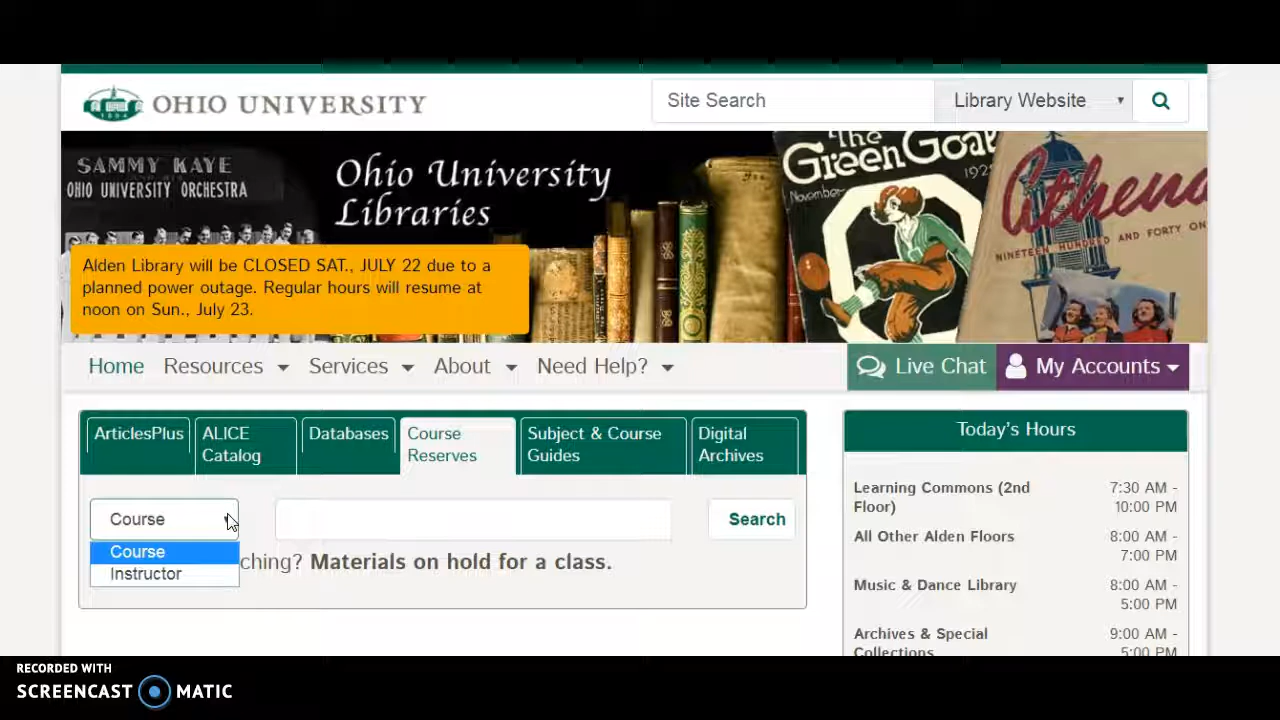 OHIO UNIVERSITY
1804
Site Search
Library Website
SAMMY KAYE
OHIO UNIVERSITY ORCHESTRA
Ohio University
Libraries
The
Green Goat
November
Athena
NINETEEN HUNDRED AND FORTY ON
Alden Library will be CLOSED SAT., JULY 22 due to a
planned power outage. Regular hours will resume at
noon on Sun., July 23.
Home
Resources
Services
About
Need Help?
Live Chat
My Accounts
ArticlesPlus
ALICE
Catalog
Databases
Course
Reserves
Subject & Course
Guides
Digital
Archives
Course
Search
Course
Instructor
ching? Materials on hold for a class.
Today's Hours
Learning Commons (2nd
Floor)
7:30 AM -
10:00 PM
All Other Alden Floors
8:00 AM -
7:00 PM
Music & Dance Library
8:00 AM -
5:00 PM
Archives & Special
Collections
9:00 AM -
5:00 PM
RECORDED WITH
SCREENCAST MATIC